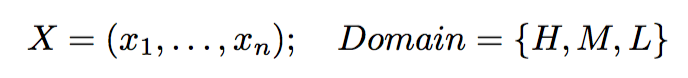 X = (x₁, . . . , xₙ);   Domain = {H, M, L}